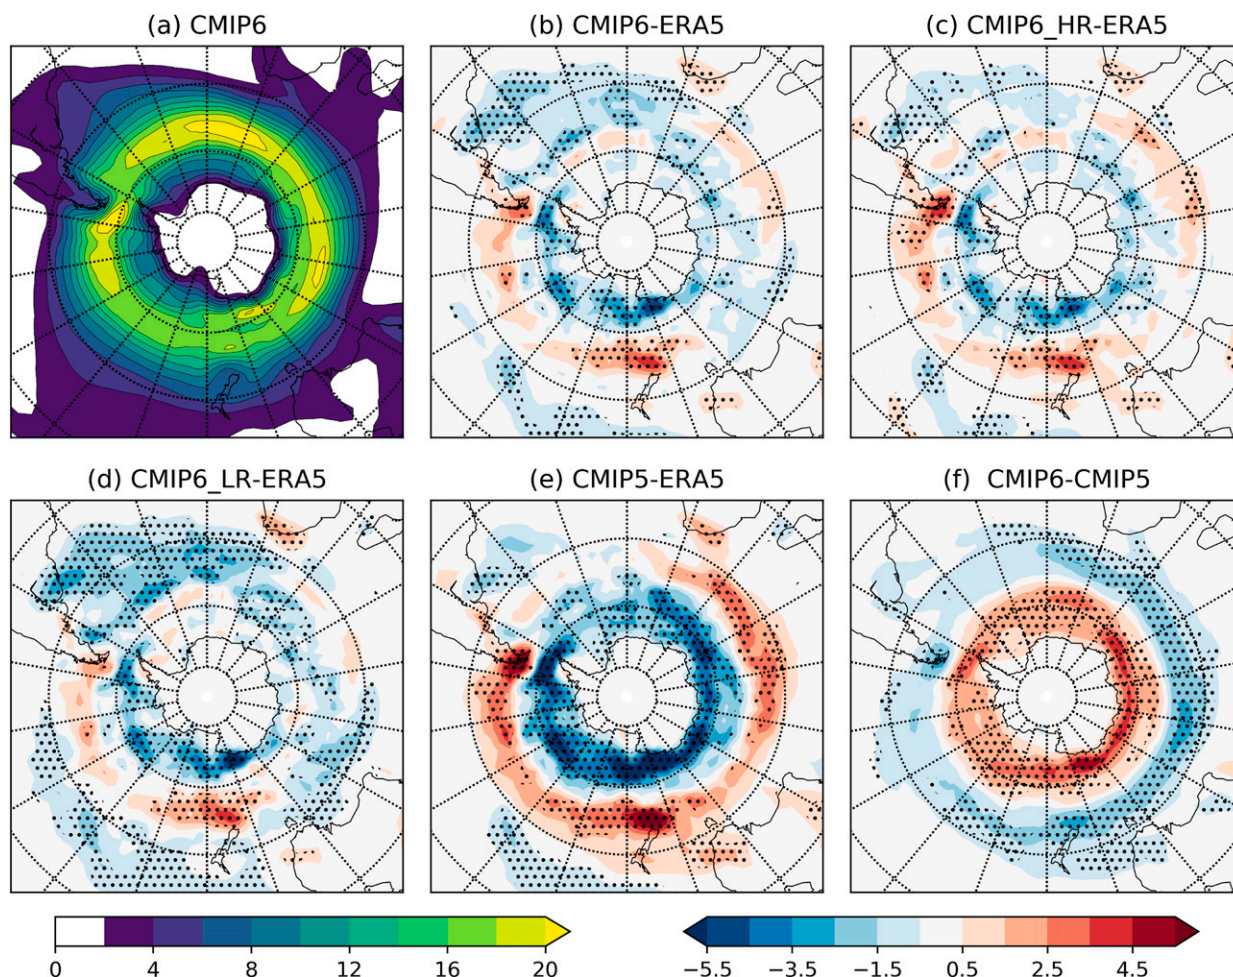 (a) CMIP6
(b) CMIP6-ERA5
(c) CMIP6_HR-ERA5
(d) CMIP6_LR-ERA5
(e) CMIP5-ERA5
(f) CMIP6-CMIP5
0 4 8 12 16 20
−5.5 −3.5 −1.5 0.5 2.5 4.5